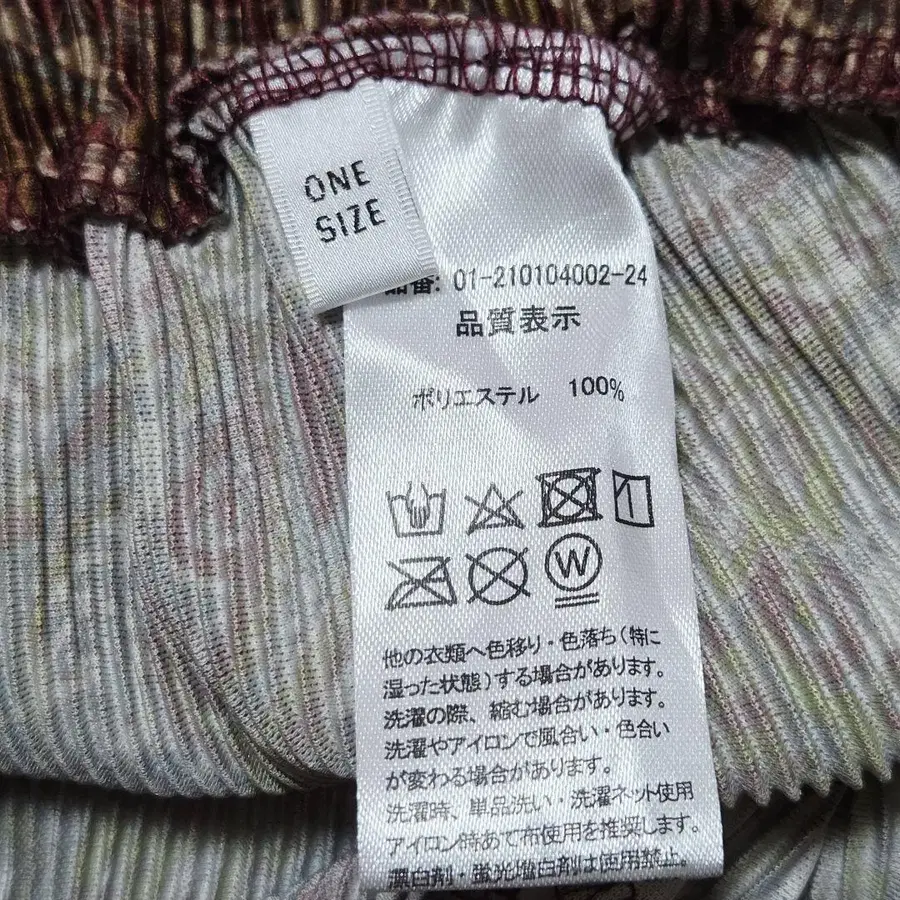 ONE
SIZE
品番: 01-210104002-24
品質表示
ポリエステル 100%
W
他の衣類へ色移り・色落ち(特に
湿った状態)する場合があります。
洗濯の際、縮む場合があります。
洗濯やアイロンで風合い・色合い
が変わる場合があります。
洗濯時、単品洗い・洗濯ネット使用
アイロン時あて布使用を推奨します。
漂白剤・蛍光増白剤は使用禁止。